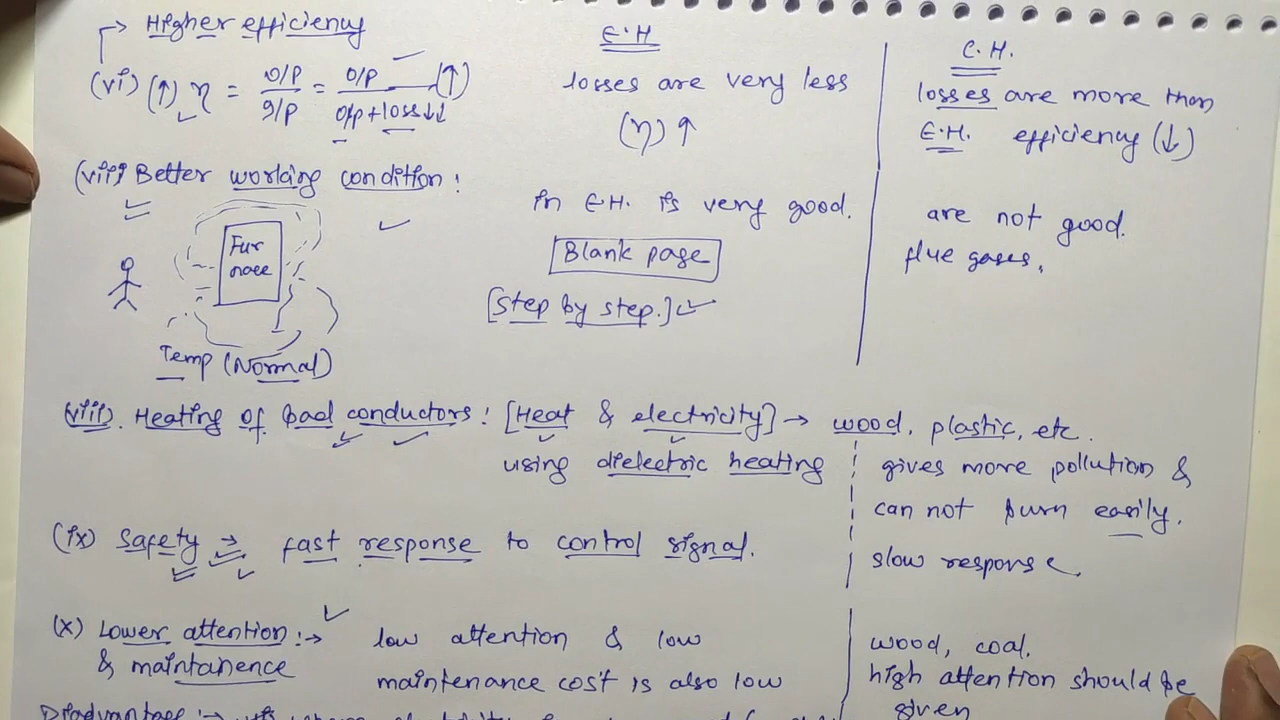 Higher efficiency
(vi) (↑) η = O/P / I/P = O/P / O/P + loss↓↓ (↑)
E.H
losses are very less
(η) ↑
C.H.
losses are more than
E.H. efficiency (↓)
(vii) Better working condition :
in E.H. is very good.
are not good.
flue gases,
Fur
nace
Blank page
[Step by step.]
Temp (Normal)
(viii). Heating of bad conductors : [Heat & electricity] → wood, plastic, etc.
using dielectric heating
gives more pollution &
can not burn easily.
(ix) Safety → fast response to control signal.
slow response.
(x) Lower attention :→ low attention & low
& maintanence
maintenance cost is also low
wood, coal.
high attention should be
given
Disadvantage :→